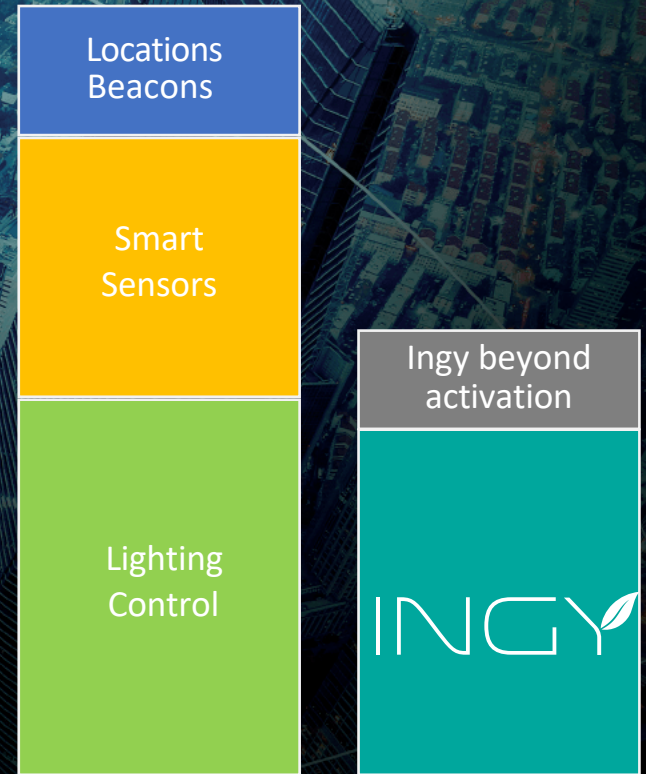 Locations
Beacons
Smart
Sensors
Ingy beyond
activation
Lighting
Control
INGY